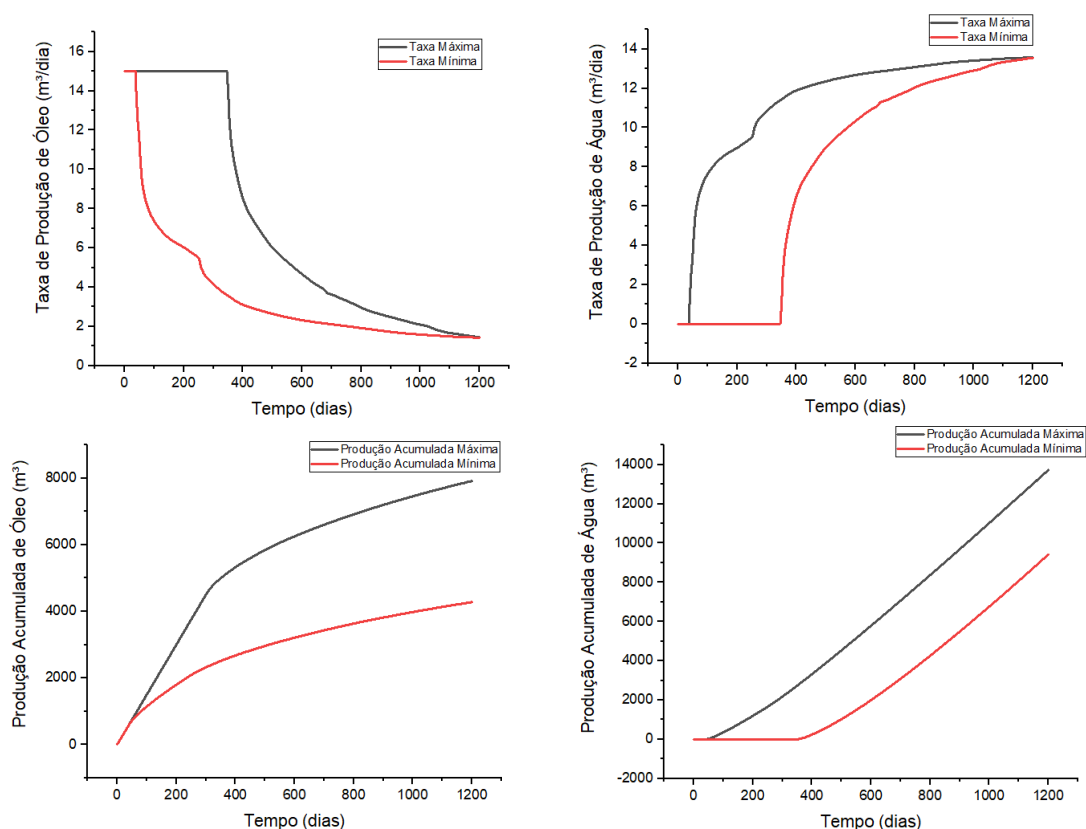 Taxa Máxima
Taxa Mínima
16
14
12
10
8
6
4
2
0
Taxa de Produção de Óleo (m³/dia)
0 200 400 600 800 1000 1200
Tempo (dias)
Taxa Máxima
Taxa Mínima
14
12
10
8
6
4
2
0
-2
Taxa de Produção de Água (m³/dia)
0 200 400 600 800 1000 1200
Tempo (dias)
Produção Acumulada Máxima
Produção Acumulada Mínima
8000
6000
4000
2000
0
Produção Acumulada de Óleo (m³)
0 200 400 600 800 1000 1200
Tempo (dias)
Produção Acumulada Máxima
Produção Acumulada Mínima
14000
12000
10000
8000
6000
4000
2000
0
-2000
Produção Acumulada de Água (m³)
0 200 400 600 800 1000 1200
Tempo (dias)